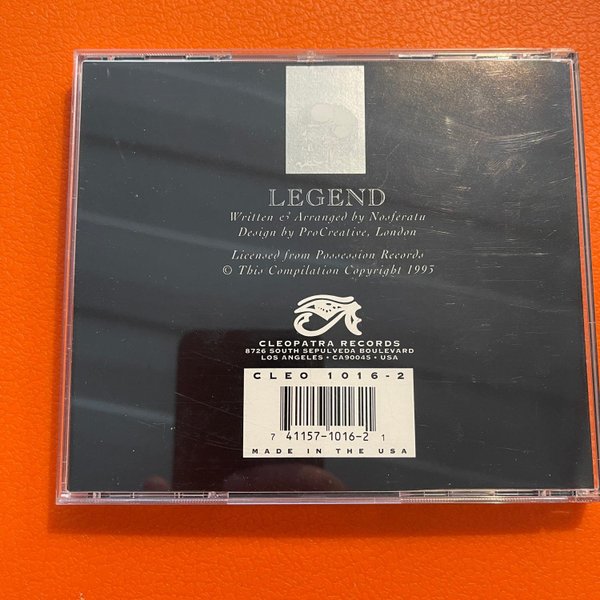 LEGEND
Written & Arranged by Nosferatu
Design by ProCreative, London
Licensed from Possession Records
© This Compilation Copyright 1993
CLEOPATRA RECORDS
8726 SOUTH SEPULVEDA BOULEVARD
LOS ANGELES • CA90045 • USA
CLEO 1016-2
7 41157-1016-2 1
MADE IN THE USA